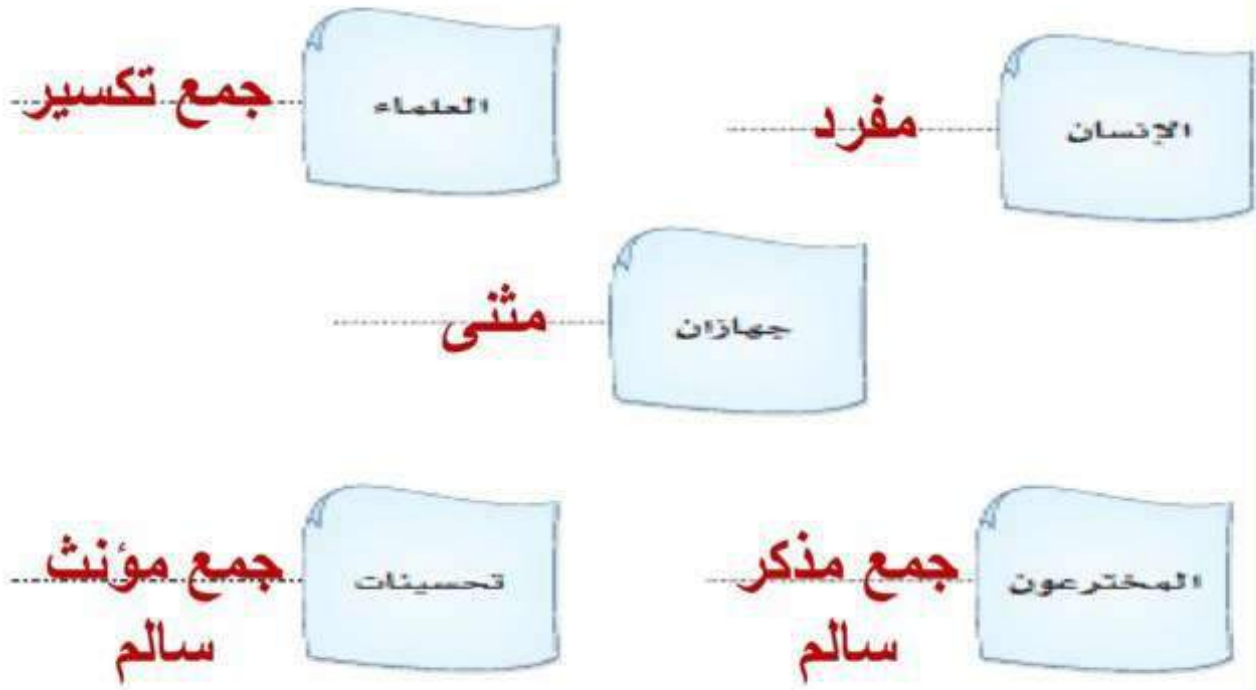 الإنسان
مفرد
العلماء
جمع تكسير
جهازان
مثنى
المخترعون
جمع مذكر
سالم
تحسينات
جمع مؤنث
سالم